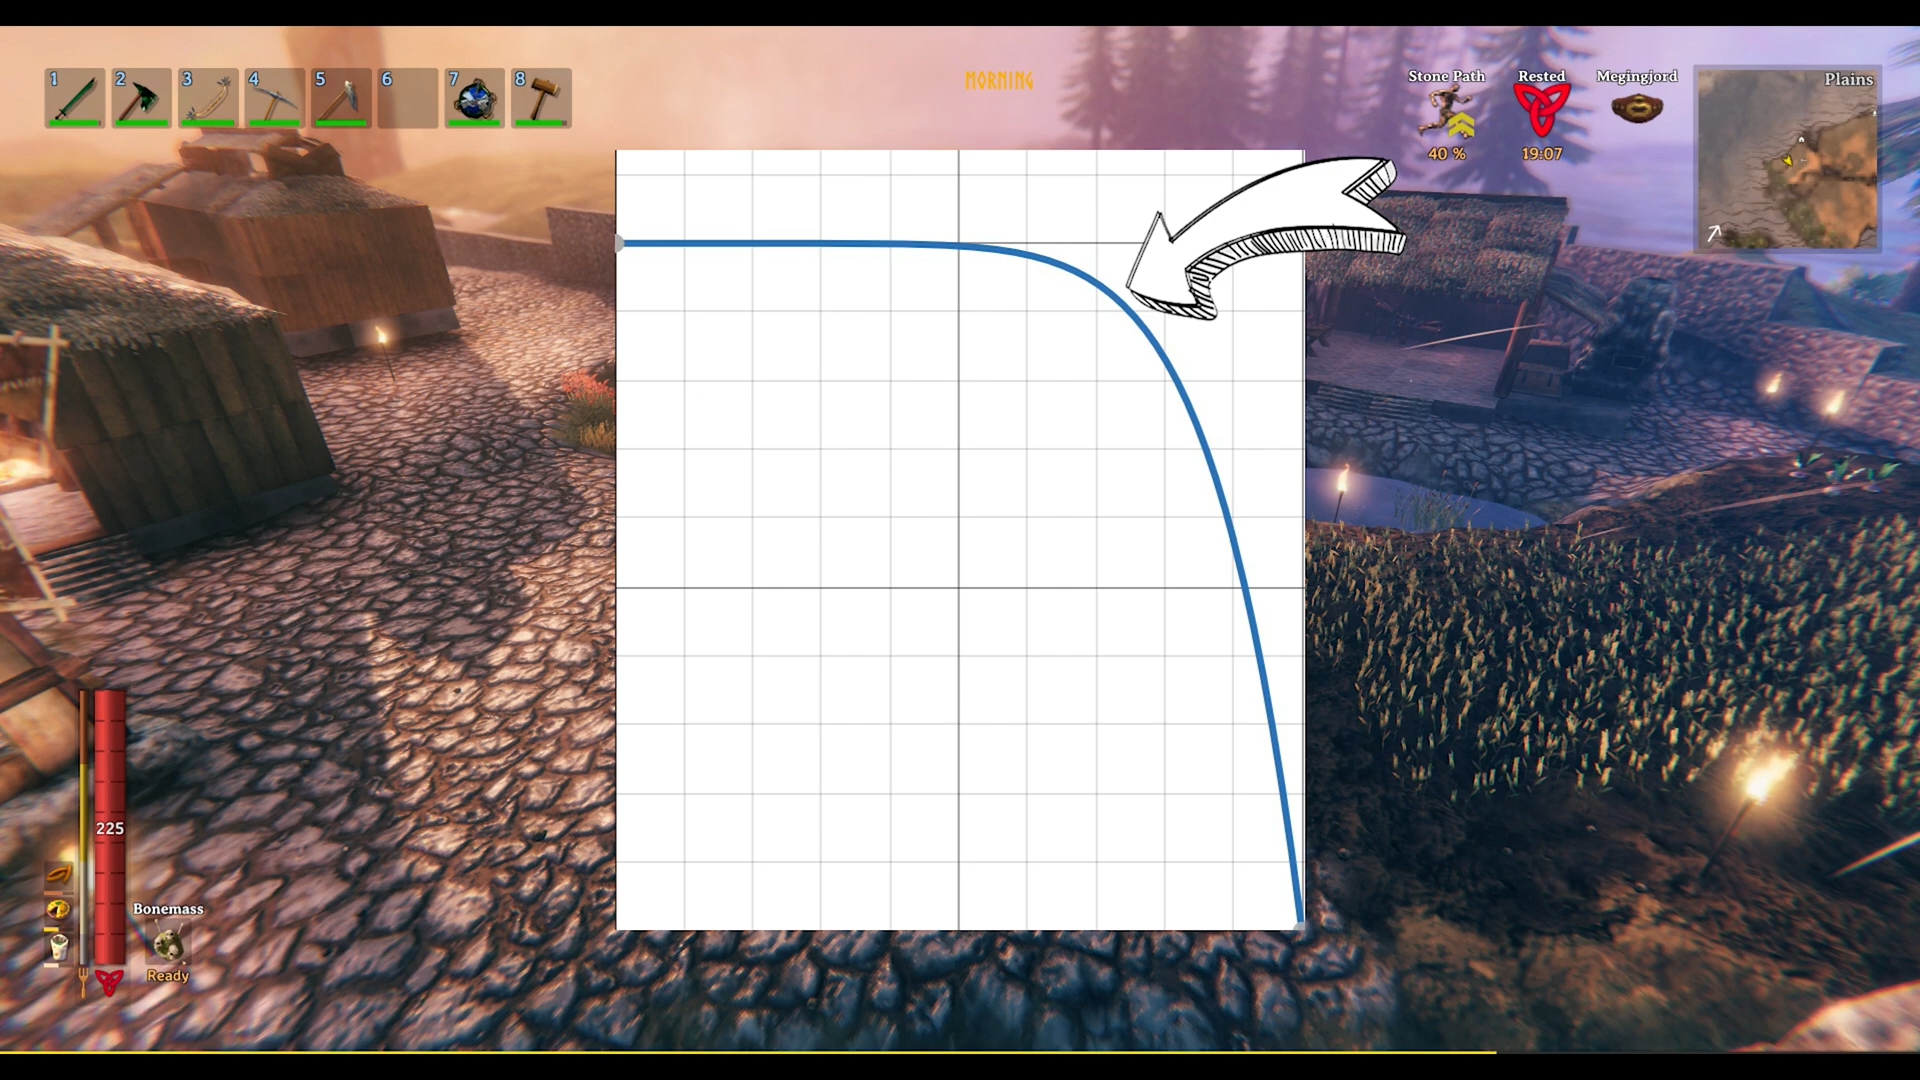 1 2 3 4 5 6 7 8
MORNING
Stone Path
40 %
Rested
19:07
Megingjord
Plains
225
Bonemass
Ready